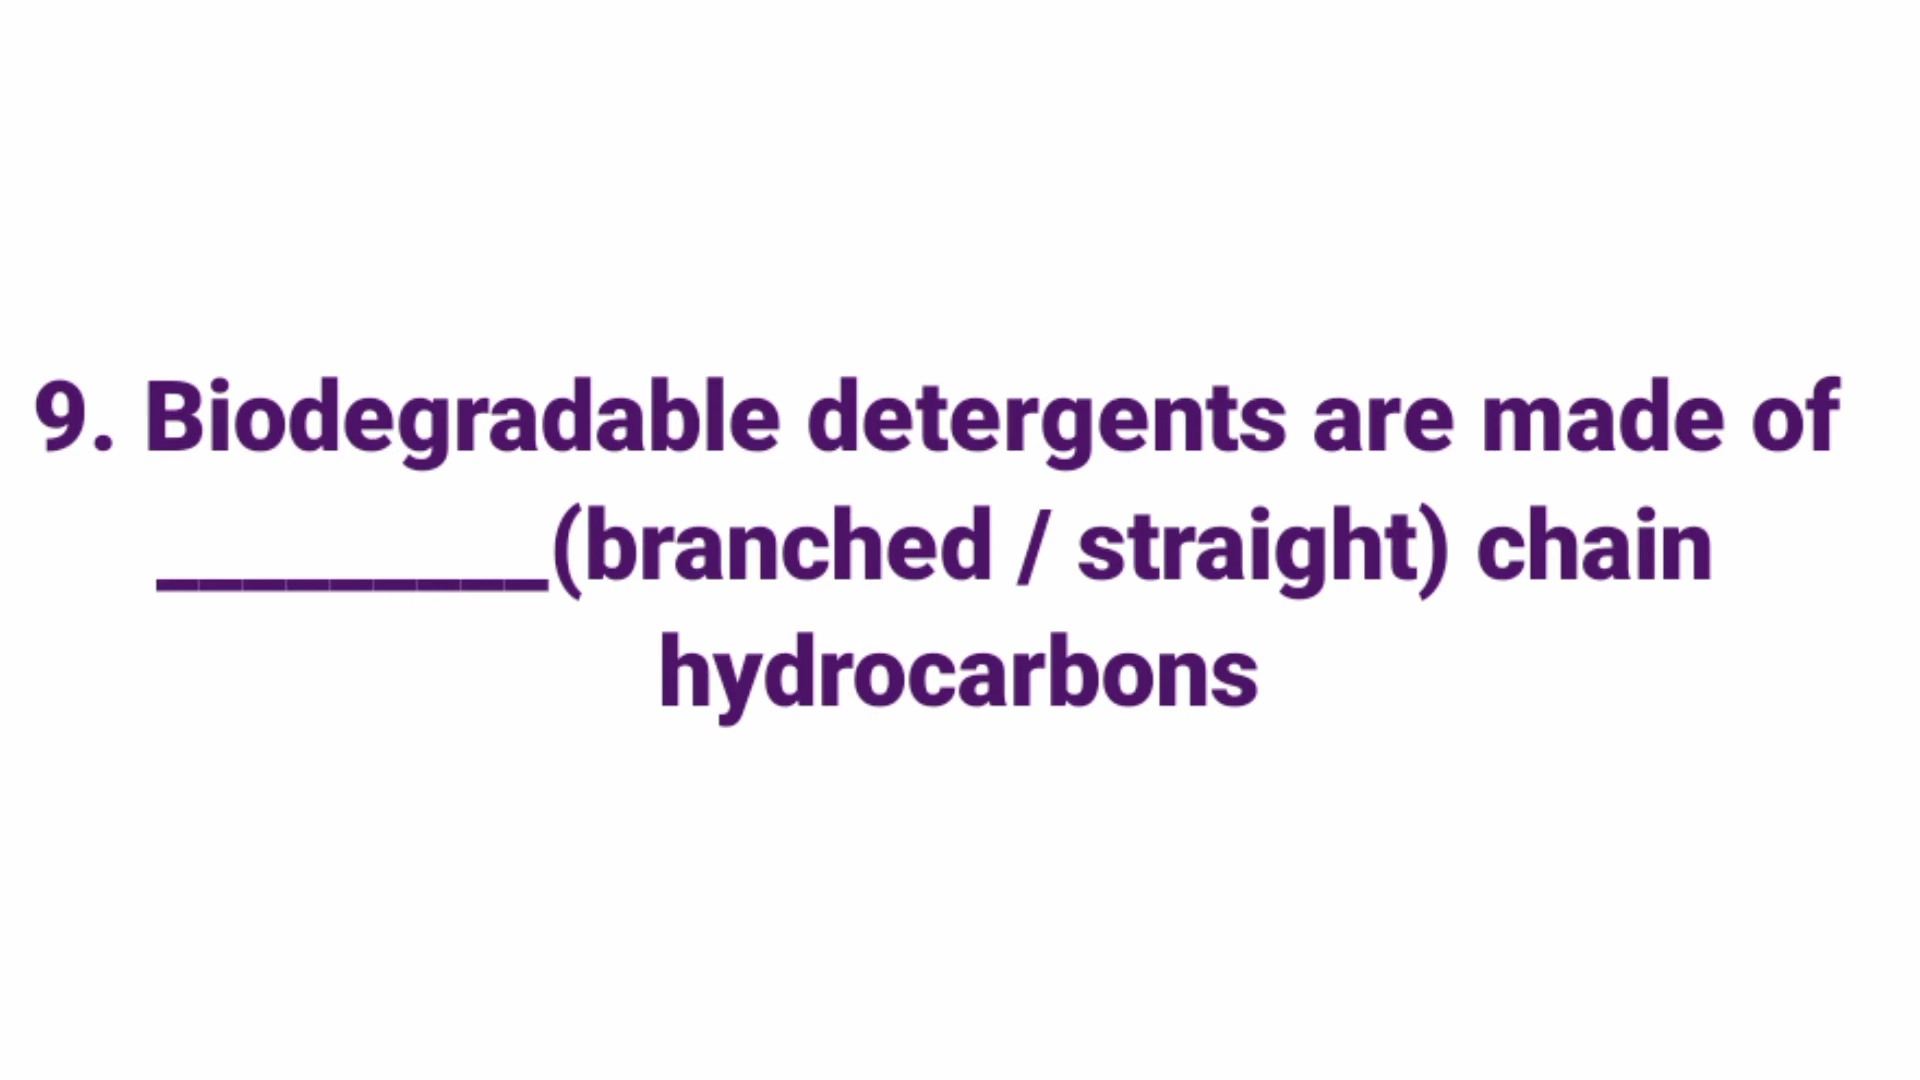 9. Biodegradable detergents are made of
_________(branched / straight) chain
hydrocarbons